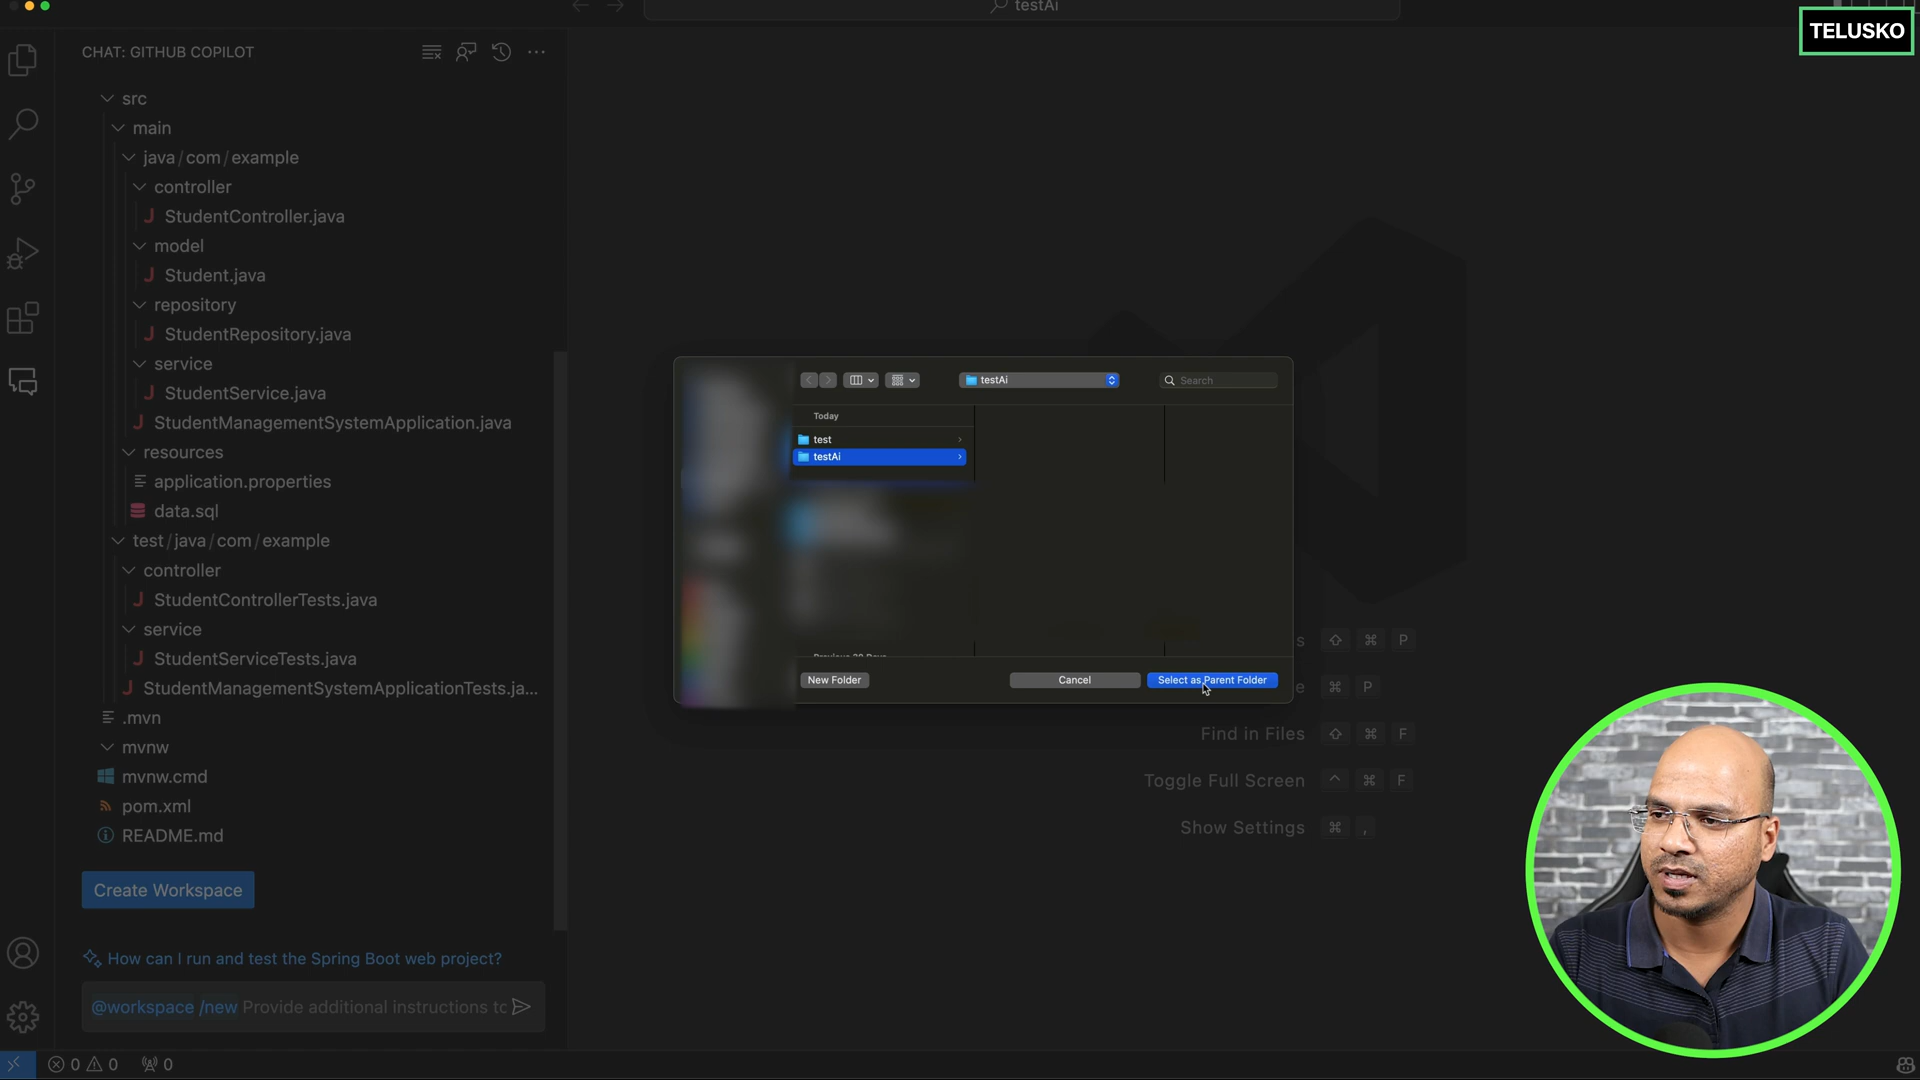 testAi
TELUSKO
CHAT: GITHUB COPILOT
src
main
java/com/example
controller
StudentController.java
model
Student.java
repository
StudentRepository.java
service
StudentService.java
StudentManagementSystemApplication.java
resources
application.properties
data.sql
test/java/com/example
controller
StudentControllerTests.java
service
StudentServiceTests.java
StudentManagementSystemApplicationTests.ja...
.mvn
mvnw
mvnw.cmd
pom.xml
README.md
Create Workspace
How can I run and test the Spring Boot web project?
@workspace /new Provide additional instructions to
0 0 0
testAi
Search
Today
test
testAi
New Folder
Cancel
Select as Parent Folder
s ⇧ ⌘ P
e ⌘ P
Find in Files ⇧ ⌘ F
Toggle Full Screen ^ ⌘ F
Show Settings ⌘ ,